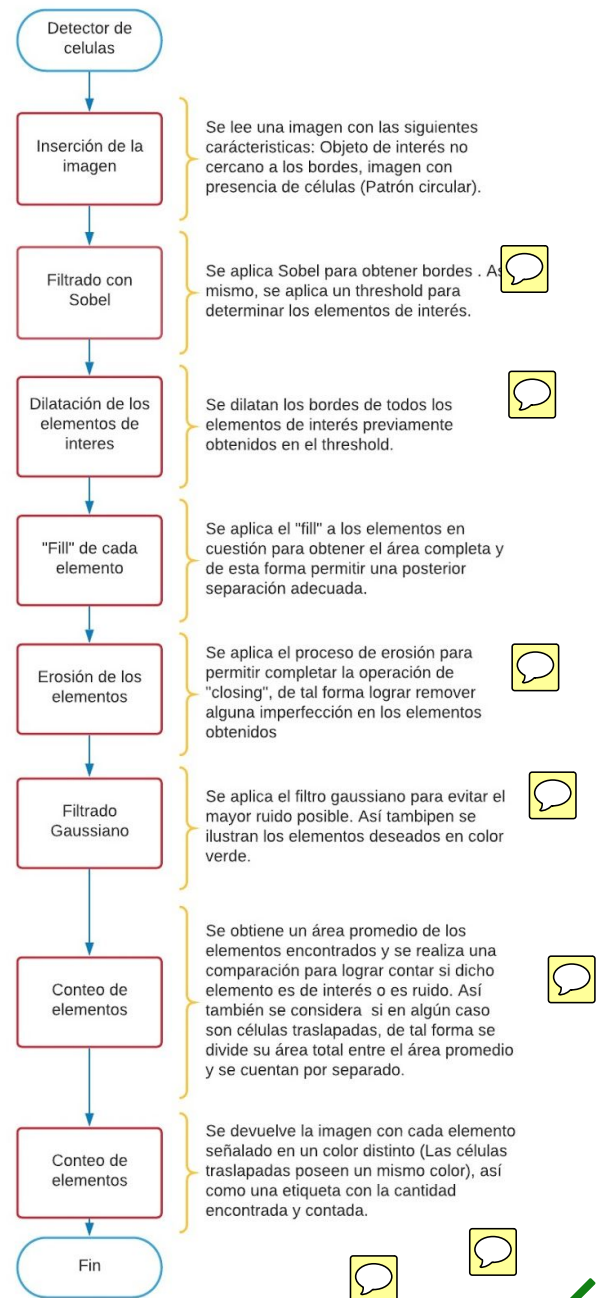 Detector de
celulas
Inserción de la
imagen
Se lee una imagen con las siguientes
carácteristicas: Objeto de interés no
cercano a los bordes, imagen con
presencia de células (Patrón circular).
Filtrado con
Sobel
Se aplica Sobel para obtener bordes . As
mismo, se aplica un threshold para
determinar los elementos de interés.
Dilatación de los
elementos de
interes
Se dilatan los bordes de todos los
elementos de interés previamente
obtenidos en el threshold.
"Fill" de cada
elemento
Se aplica el "fill" a los elementos en
cuestión para obtener el área completa y
de esta forma permitir una posterior
separación adecuada.
Erosión de los
elementos
Se aplica el proceso de erosión para
permitir completar la operación de
"closing", de tal forma lograr remover
alguna imperfección en los elementos
obtenidos
Filtrado
Gaussiano
Se aplica el filtro gaussiano para evitar el
mayor ruido posible. Así tambipen se
ilustran los elementos deseados en color
verde.
Conteo de
elementos
Se obtiene un área promedio de los
elementos encontrados y se realiza una
comparación para lograr contar si dicho
elemento es de interés o es ruido. Así
también se considera si en algún caso
son células traslapadas, de tal forma se
divide su área total entre el área promedio
y se cuentan por separado.
Conteo de
elementos
Se devuelve la imagen con cada elemento
señalado en un color distinto (Las células
traslapadas poseen un mismo color), así
como una etiqueta con la cantidad
encontrada y contada.
Fin